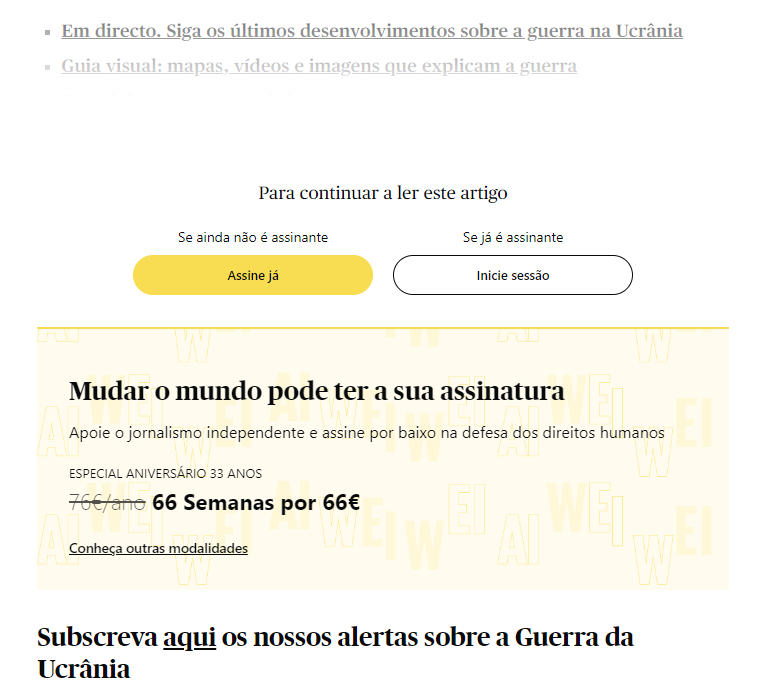 Em directo. Siga os últimos desenvolvimentos sobre a guerra na Ucrânia
Guia visual: mapas, vídeos e imagens que explicam a guerra
Para continuar a ler este artigo
Se ainda não é assinante
Assine já
Se já é assinante
Inicie sessão
Mudar o mundo pode ter a sua assinatura
Apoie o jornalismo independente e assine por baixo na defesa dos direitos humanos
ESPECIAL ANIVERSÁRIO 33 ANOS
76€/ano 66 Semanas por 66€
Conheça outras modalidades
AI WEI WEI
Subscreva aqui os nossos alertas sobre a Guerra da
Ucrânia